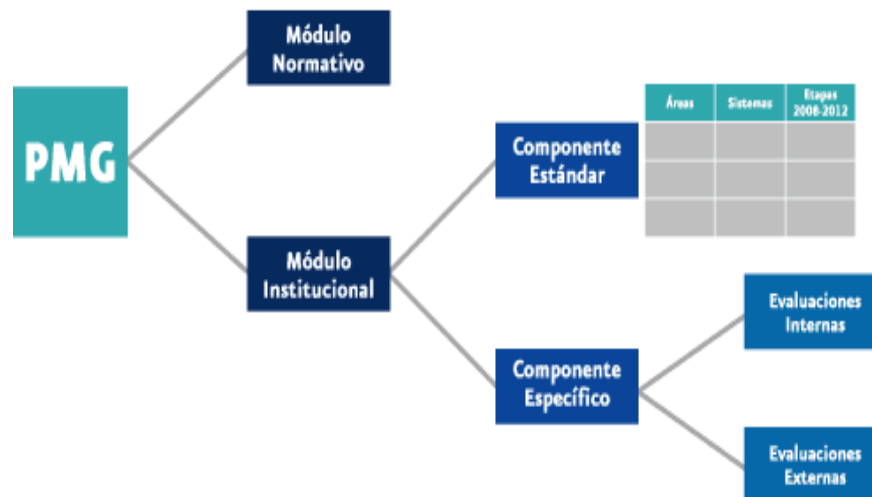 PMG
Módulo
Normativo
Módulo
Institucional
Componente
Estándar
Áreas
Sistemas
Etapas
2008-2012
Componente
Específico
Evaluaciones
Internas
Evaluaciones
Externas